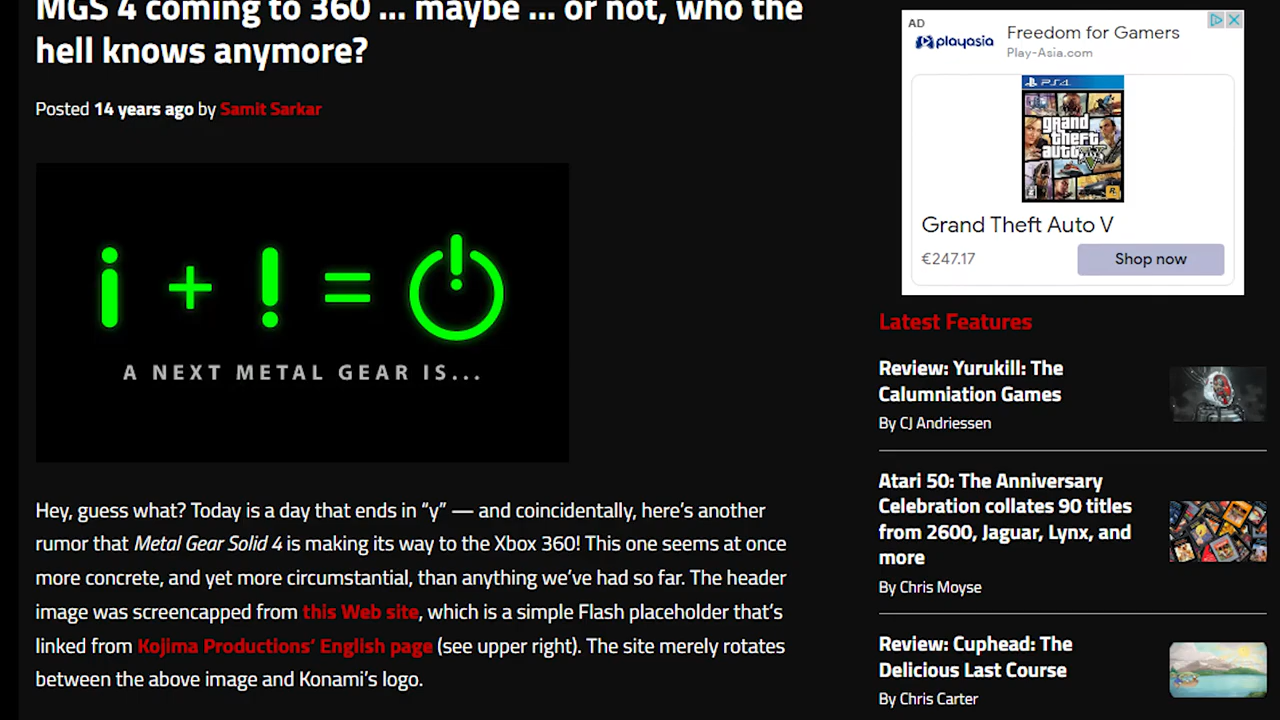 MGS 4 coming to 360 ... maybe ... or not, who the
hell knows anymore?
Posted 14 years ago by Samit Sarkar
i + ! =
A NEXT METAL GEAR IS...
Hey, guess what? Today is a day that ends in “y” — and coincidentally, here’s another
rumor that Metal Gear Solid 4 is making its way to the Xbox 360! This one seems at once
more concrete, and yet more circumstantial, than anything we’ve had so far. The header
image was screencapped from this Web site, which is a simple Flash placeholder that’s
linked from Kojima Productions’ English page (see upper right). The site merely rotates
between the above image and Konami’s logo.
AD
playasia
Freedom for Gamers
Play-Asia.com
PS4
grand
theft
auto
V
Grand Theft Auto V
€247.17
Shop now
Latest Features
Review: Yurukill: The
Calumniation Games
By CJ Andriessen
Atari 50: The Anniversary
Celebration collates 90 titles
from 2600, Jaguar, Lynx, and
more
By Chris Moyse
Review: Cuphead: The
Delicious Last Course
By Chris Carter